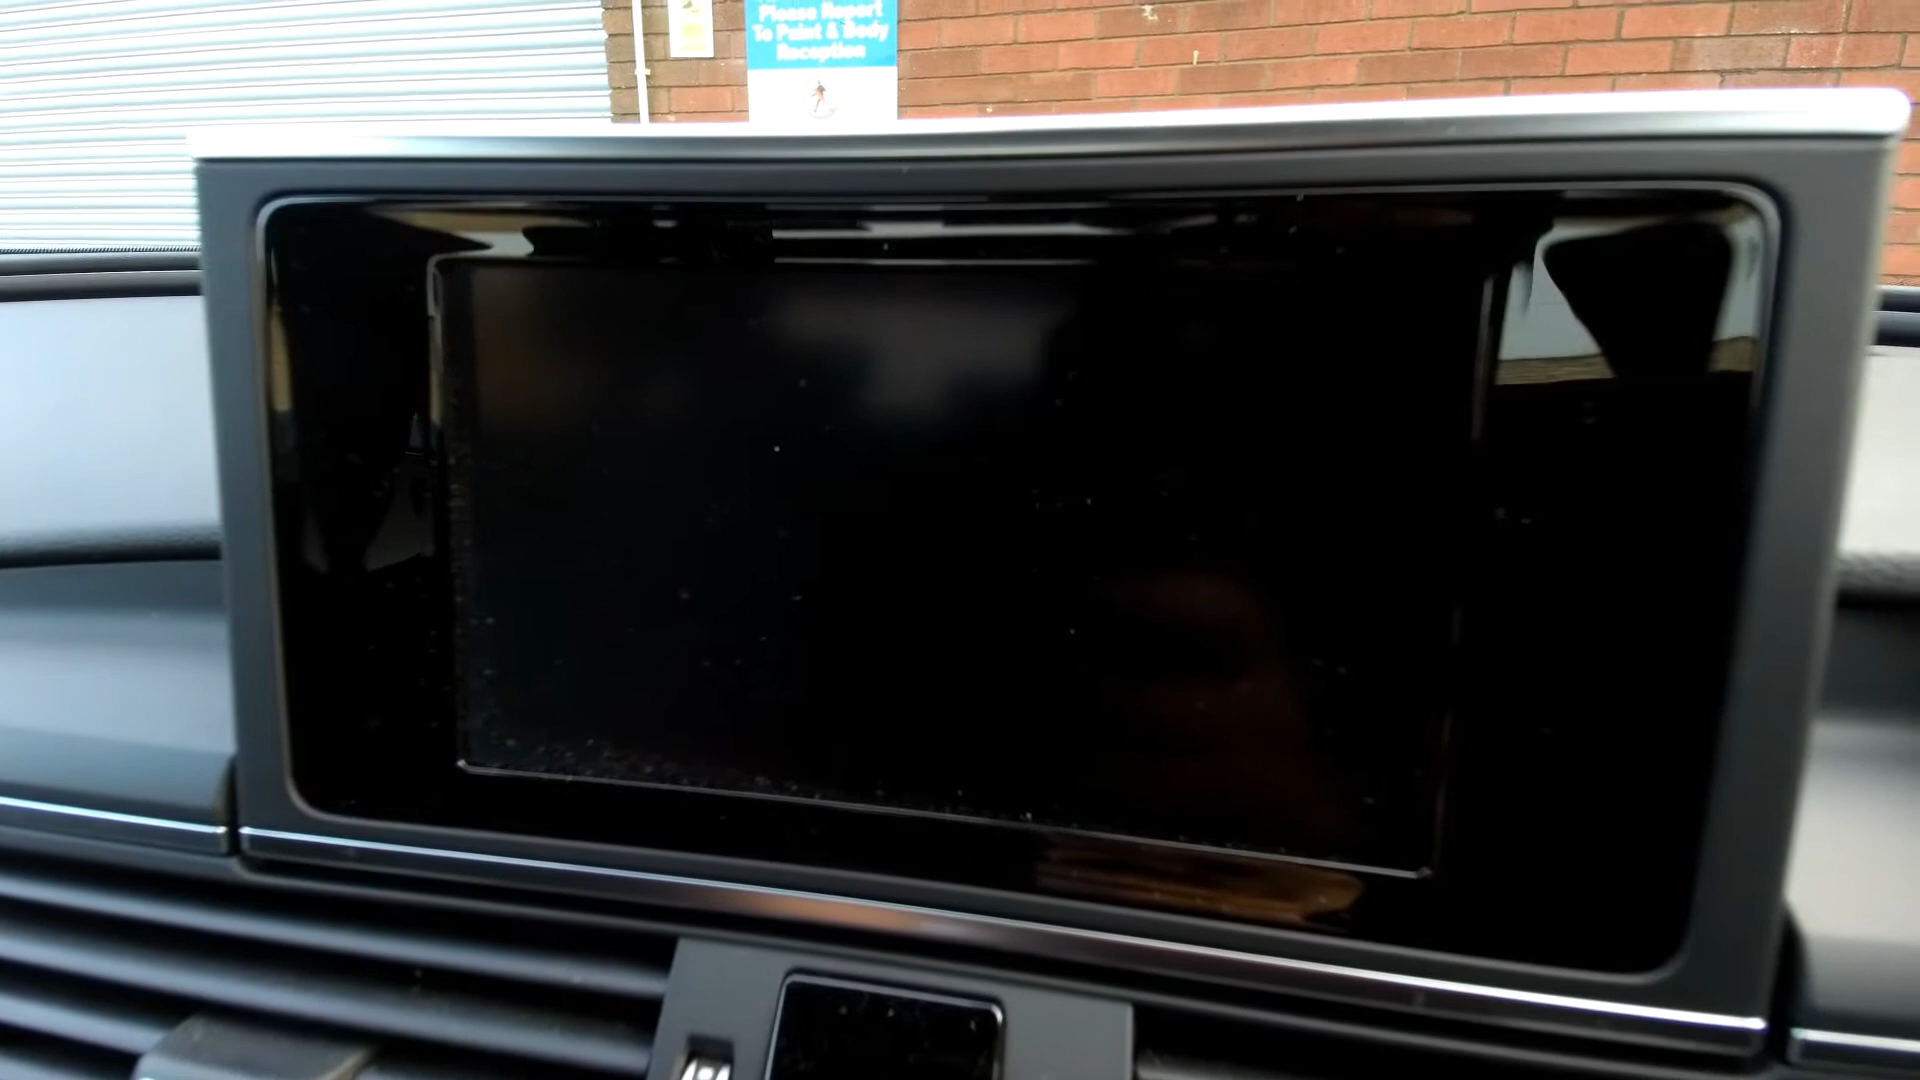 Please Report
To Paint & Body
Reception